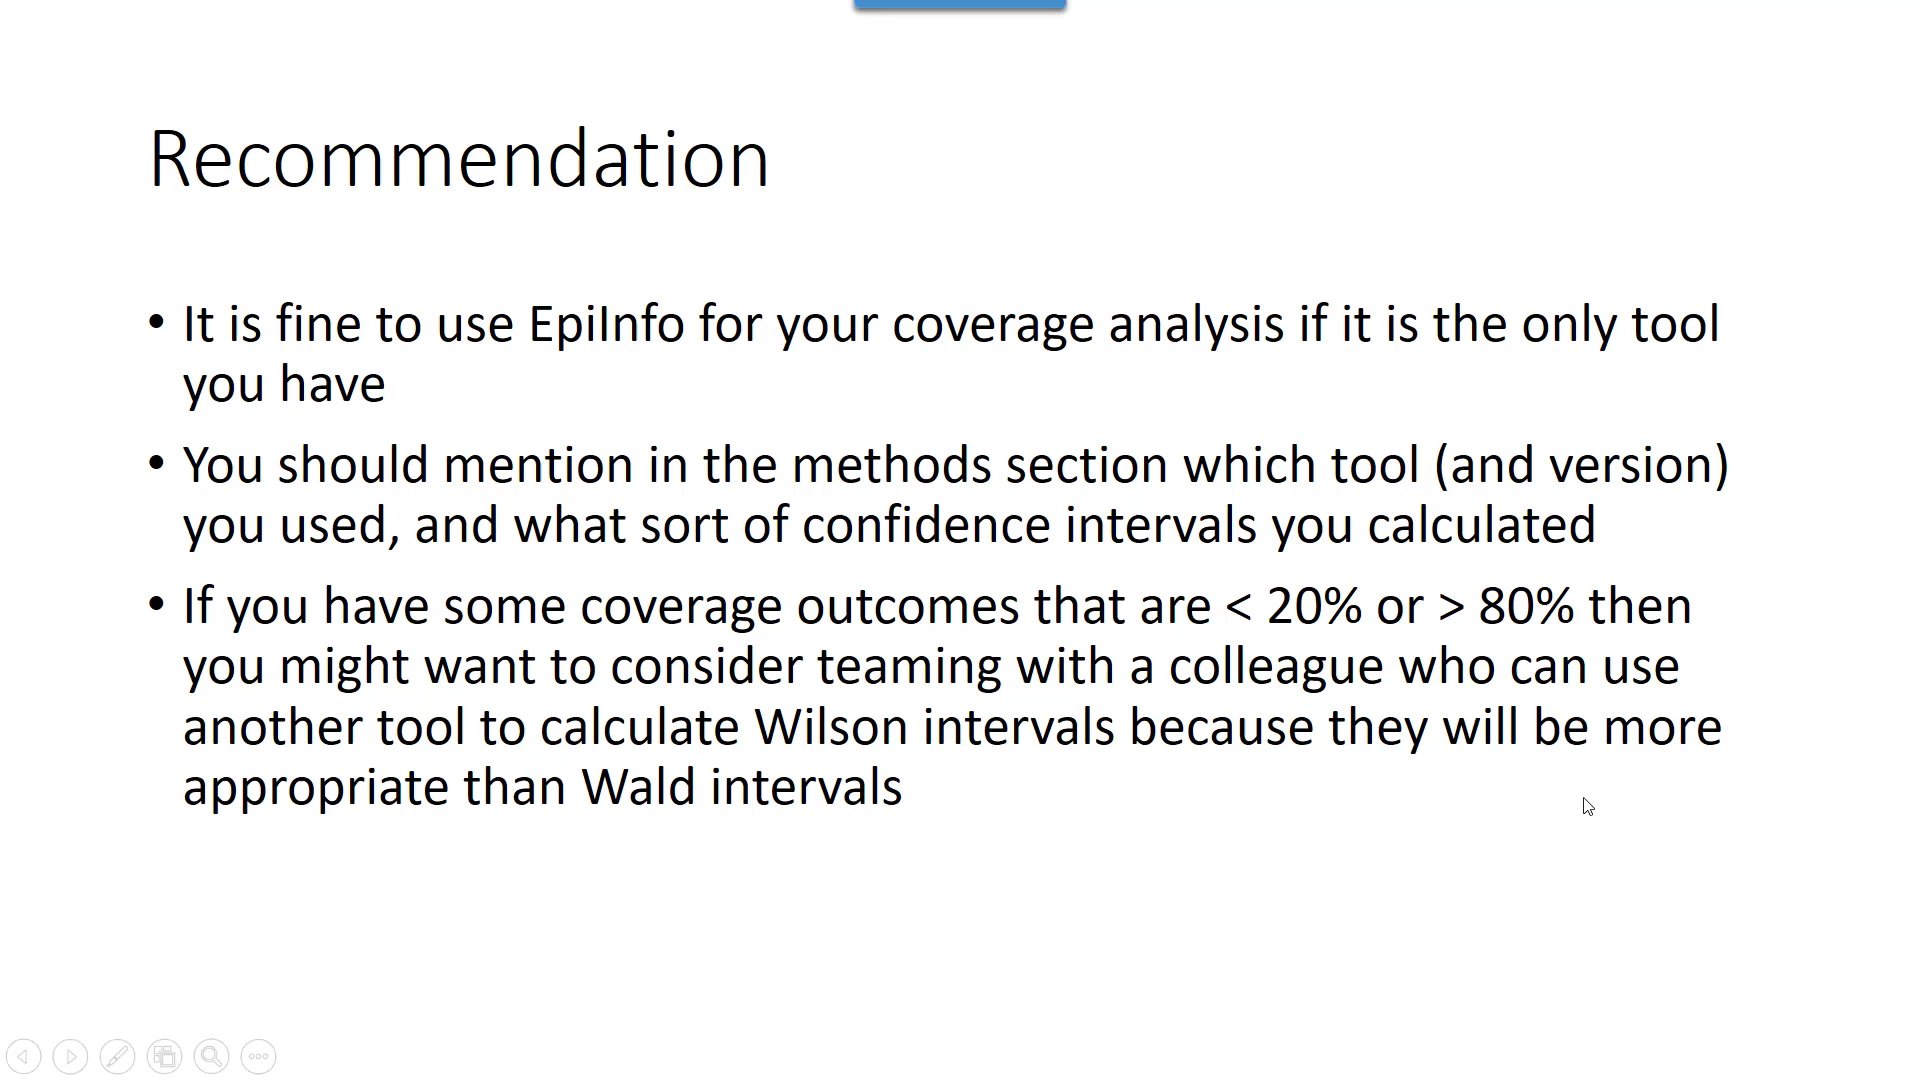 Recommendation
• It is fine to use EpiInfo for your coverage analysis if it is the only tool
you have
• You should mention in the methods section which tool (and version)
you used, and what sort of confidence intervals you calculated
• If you have some coverage outcomes that are < 20% or > 80% then
you might want to consider teaming with a colleague who can use
another tool to calculate Wilson intervals because they will be more
appropriate than Wald intervals